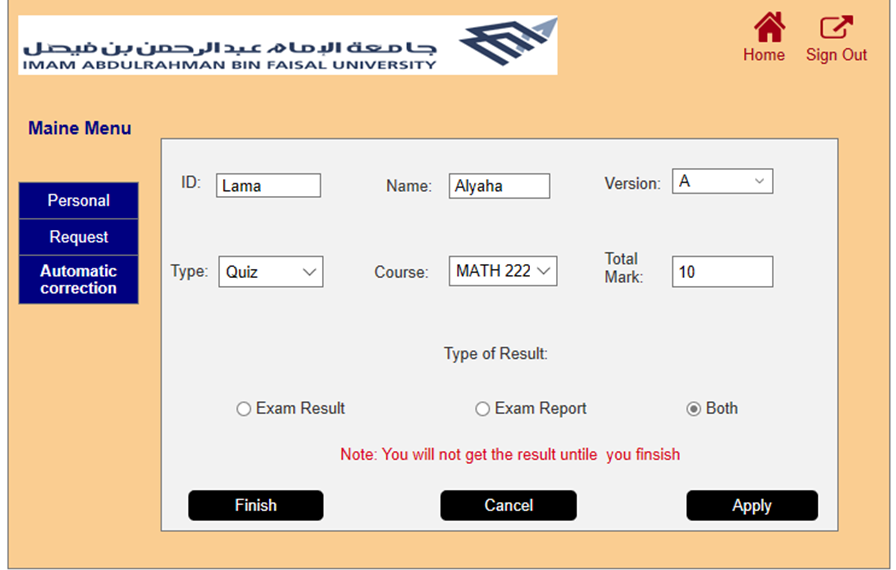 جامعة الإمام عبدالرحمن بن فيصل
IMAM ABDULRAHMAN BIN FAISAL UNIVERSITY
Home Sign Out
Maine Menu
Personal
Request
Automatic
correction
ID: Lama Name: Alyaha Version: A
Type: Quiz Course: MATH 222 Total
Mark: 10
Type of Result:
Exam Result Exam Report Both
Note: You will not get the result untile you finsish
Finish Cancel Apply